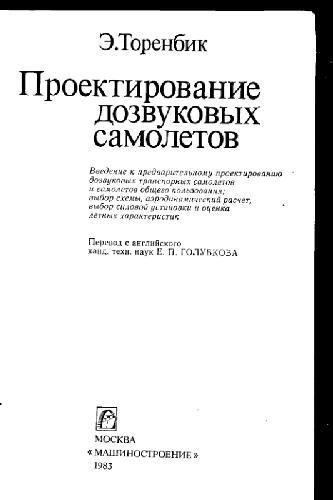 Э.Торенбик
Проектирование
дозвуковых
самолетов
Введение к предварительному проектированию
дозвуковых транспортных самолетов
и самолетов общего пользования;
выбор схемы, аэродинамический расчет,
выбор силовой установки и оценка
летных характеристик
Перевод с английского
канд. техн. наук Е. П. ГОЛУБКОВА
МОСКВА
«МАШИНОСТРОЕНИЕ»
1983